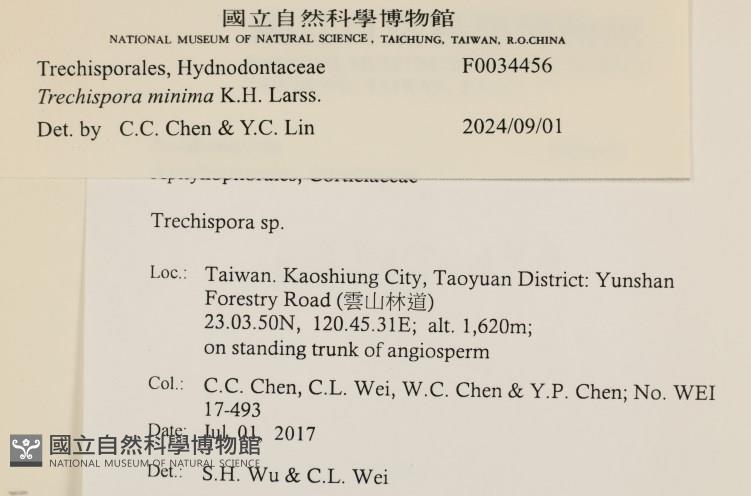 國立自然科學博物館
NATIONAL MUSEUM OF NATURAL SCIENCE, TAICHUNG, TAIWAN, R.O.CHINA
Trechisporales, Hydnodontaceae F0034456
Trechispora minima K.H. Larss.
Det. by C.C. Chen & Y.C. Lin 2024/09/01
Trechispora sp.
Loc.: Taiwan. Kaoshiung City, Taoyuan District: Yunshan
Forestry Road (雲山林道)
23.03.50N, 120.45.31E; alt. 1,620m;
on standing trunk of angiosperm
Col.: C.C. Chen, C.L. Wei, W.C. Chen & Y.P. Chen; No. WEI
17-493
Date: Jul. 01, 2017
國立自然科學博物館
NATIONAL MUSEUM OF NATURAL SCIENCE
Det.: S.H. Wu & C.L. Wei